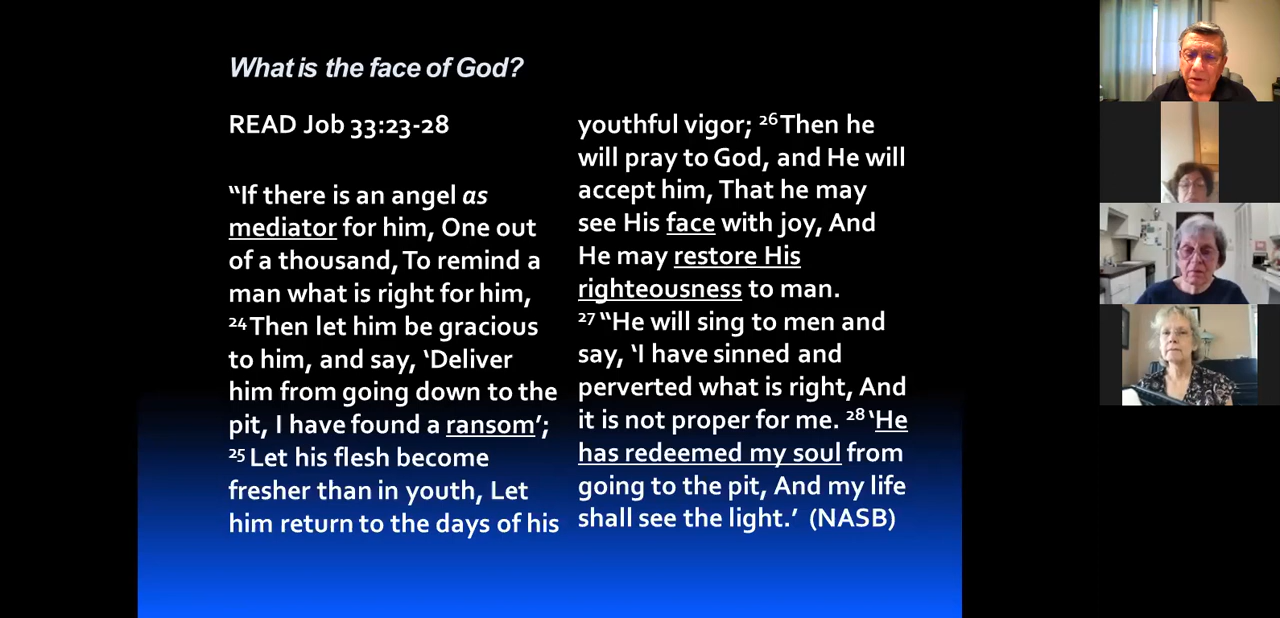 What is the face of God?
READ Job 33:23-28
“If there is an angel as
mediator for him, One out
of a thousand, To remind a
man what is right for him,
²⁴Then let him be gracious
to him, and say, ‘Deliver
him from going down to the
pit, I have found a ransom’;
²⁵Let his flesh become
fresher than in youth, Let
him return to the days of his
youthful vigor; ²⁶Then he
will pray to God, and He will
accept him, That he may
see His face with joy, And
He may restore His
righteousness to man.
²⁷“He will sing to men and
say, ‘I have sinned and
perverted what is right, And
it is not proper for me. ²⁸‘He
has redeemed my soul from
going to the pit, And my life
shall see the light.’ (NASB)